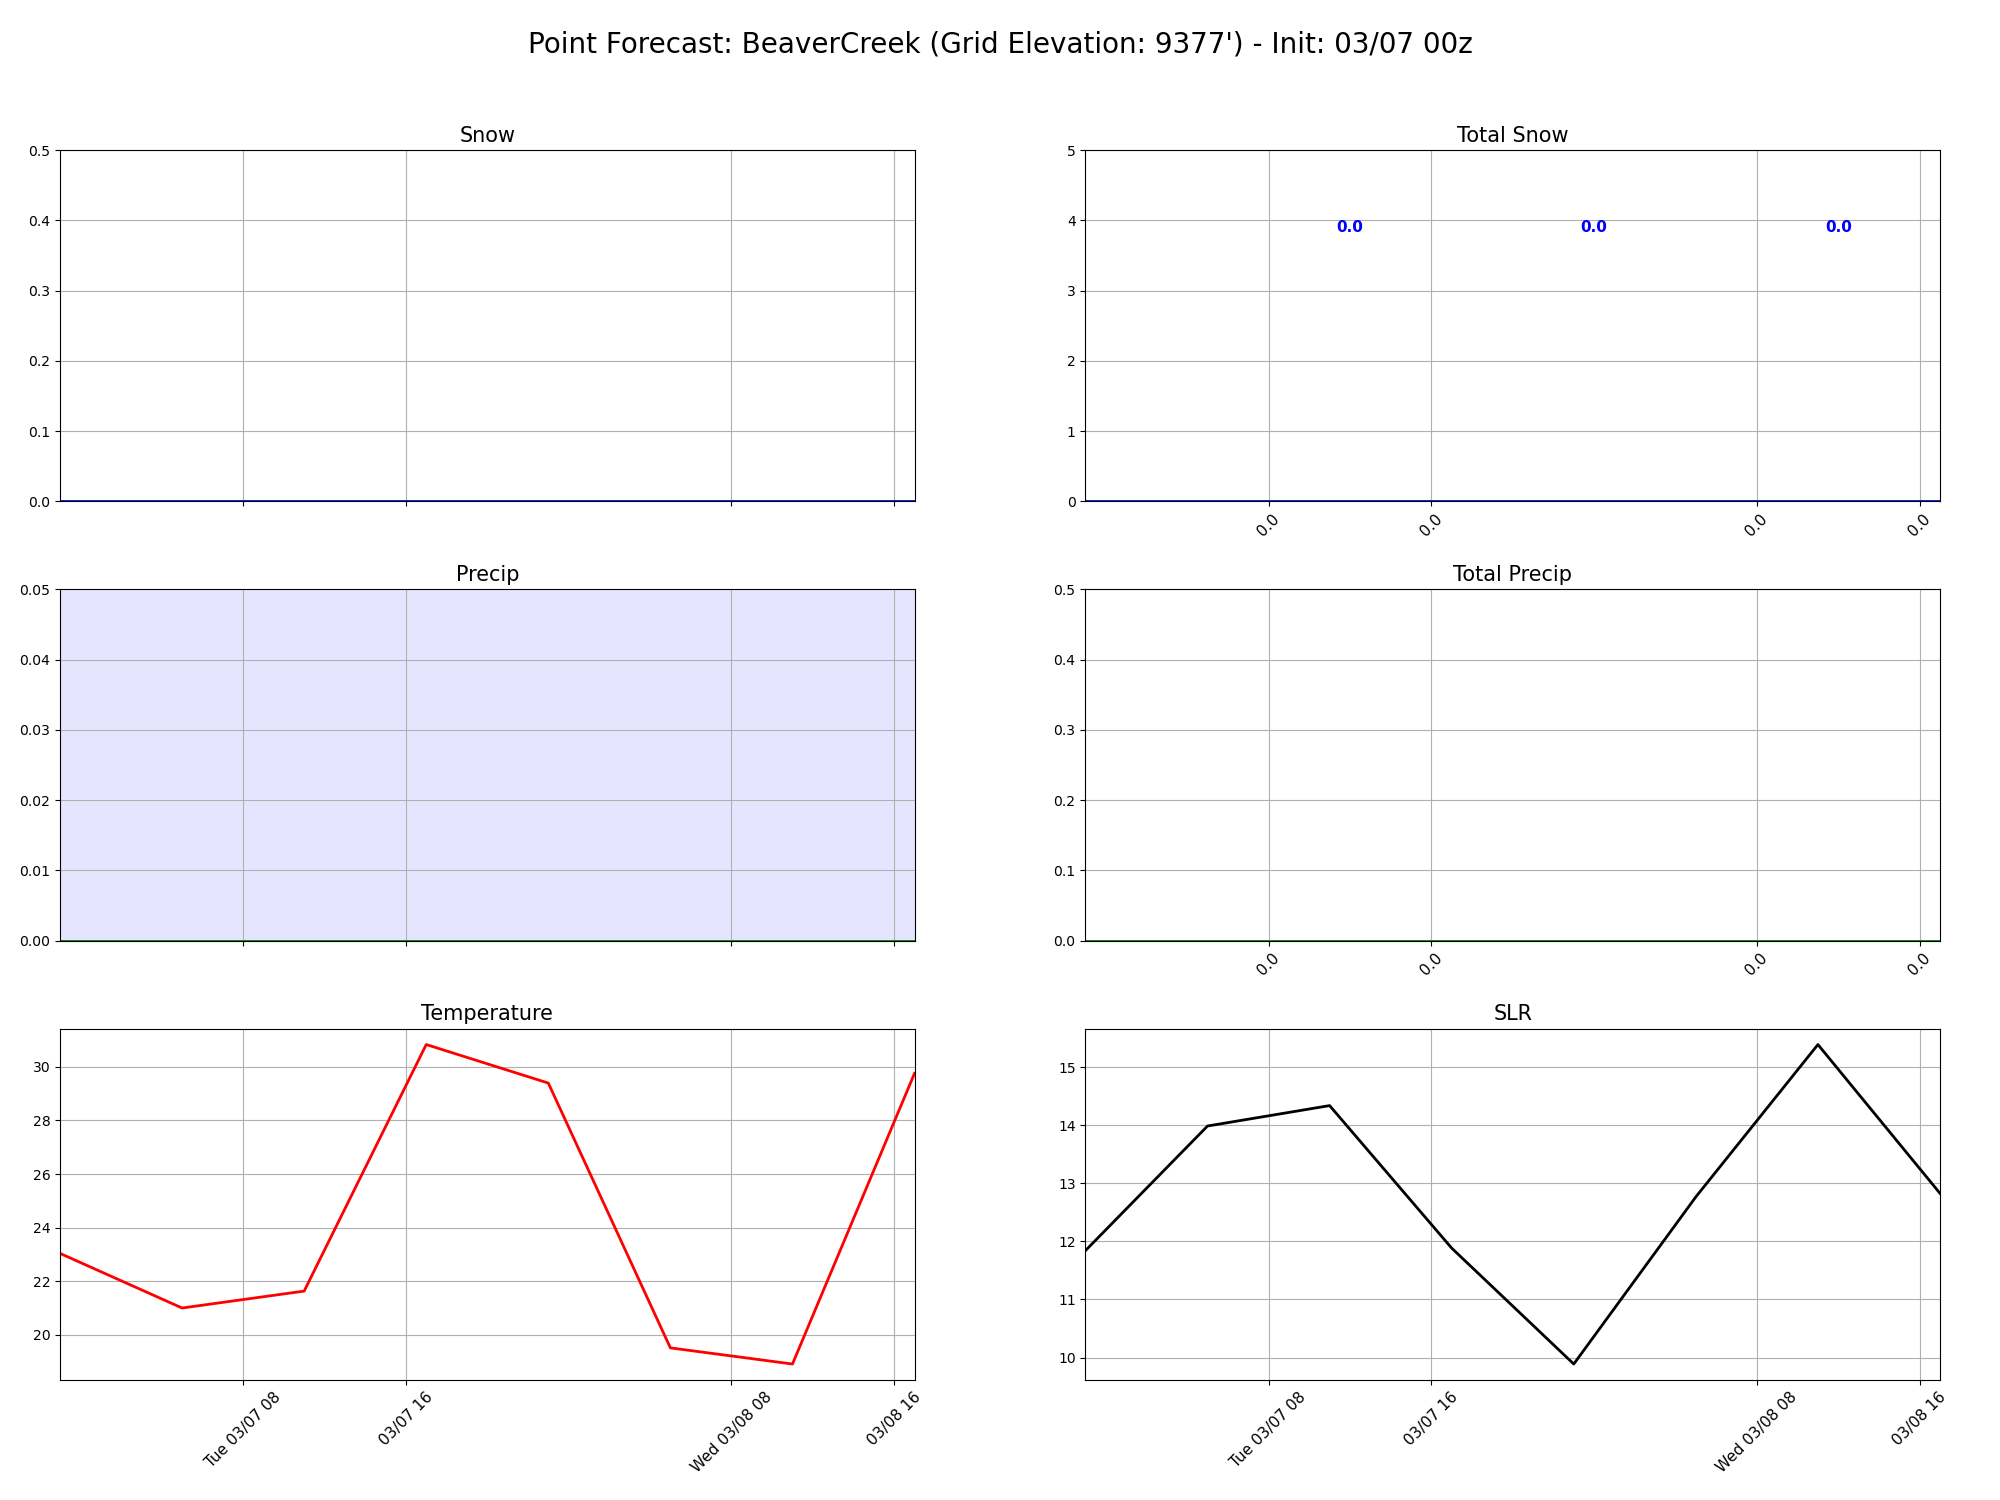 Point Forecast: BeaverCreek (Grid Elevation: 9377') - Init: 03/07 00z
Snow
0.5
0.4
0.3
0.2
0.1
0.0
Total Snow
5
4
3
2
1
0
0.0 0.0 0.0
0.0 0.0 0.0 0.0
Precip
0.05
0.04
0.03
0.02
0.01
0.00
Total Precip
0.5
0.4
0.3
0.2
0.1
0.0
0.0 0.0 0.0 0.0
Temperature
30
28
26
24
22
20
Tue 03/07 08
03/07 16
Wed 03/08 08
03/08 16
SLR
15
14
13
12
11
10
Tue 03/07 08
03/07 16
Wed 03/08 08
03/08 16